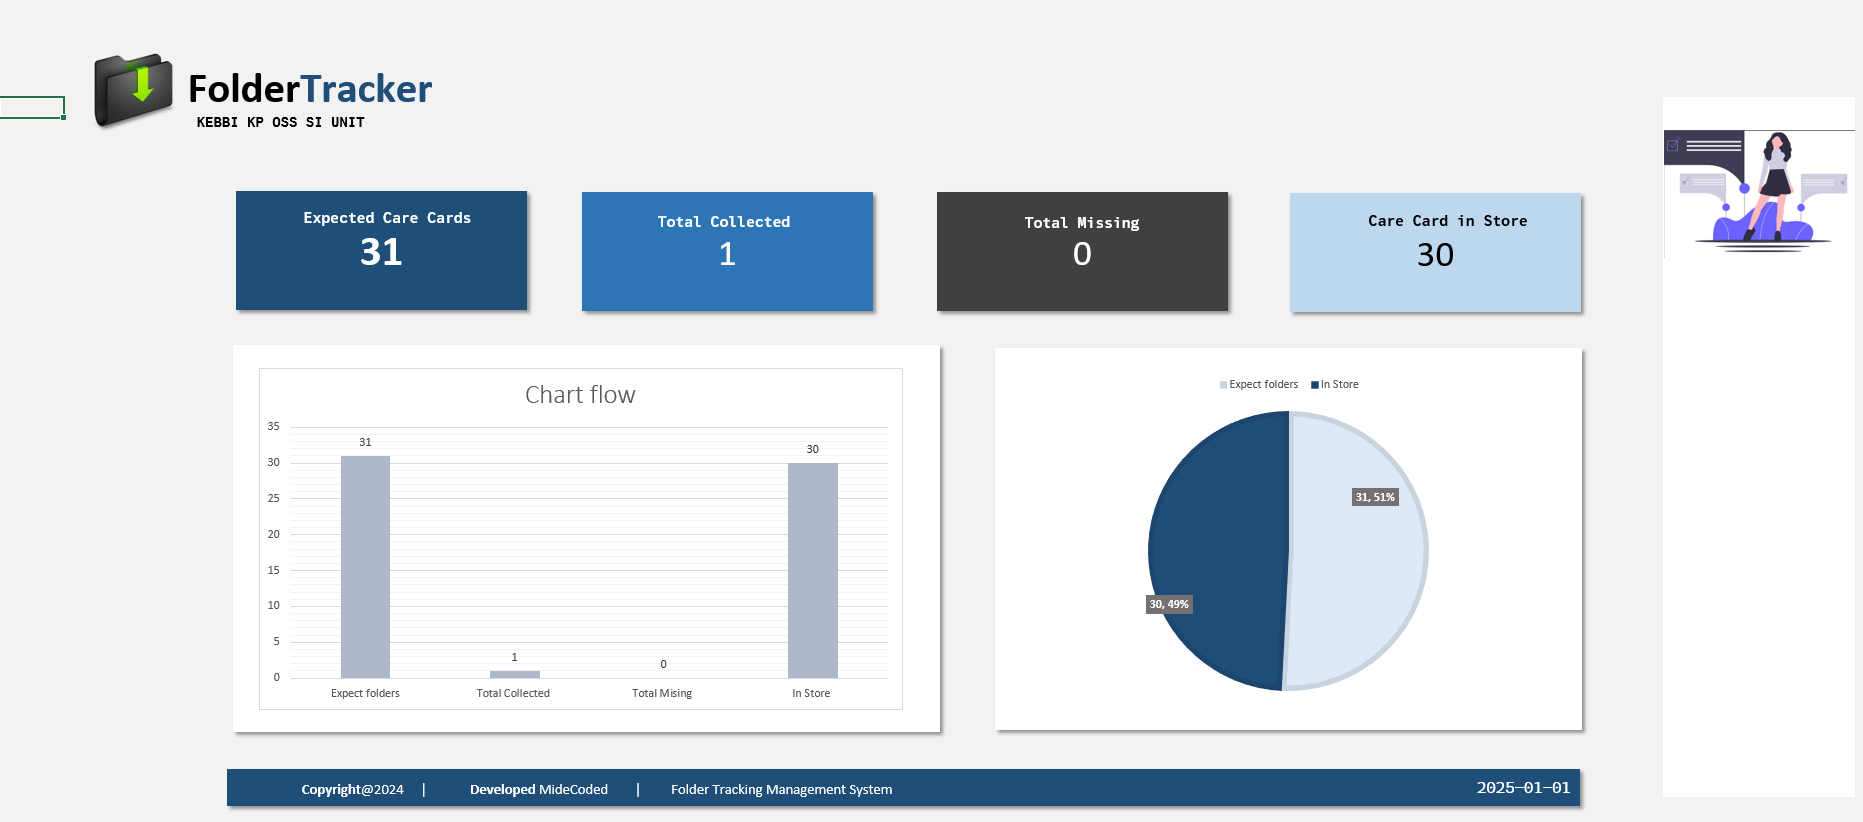 FolderTracker
KEBBI KP OSS SI UNIT
Expected Care Cards
31
Total Collected
1
Total Missing
0
Care Card in Store
30
Chart flow
35
30
25
20
15
10
5
0
31
1
0
30
Expect folders
Total Collected
Total Mising
In Store
Expect folders In Store
31, 51%
30, 49%
Copyright@2024 | Developed MideCoded | Folder Tracking Management System 2025-01-01